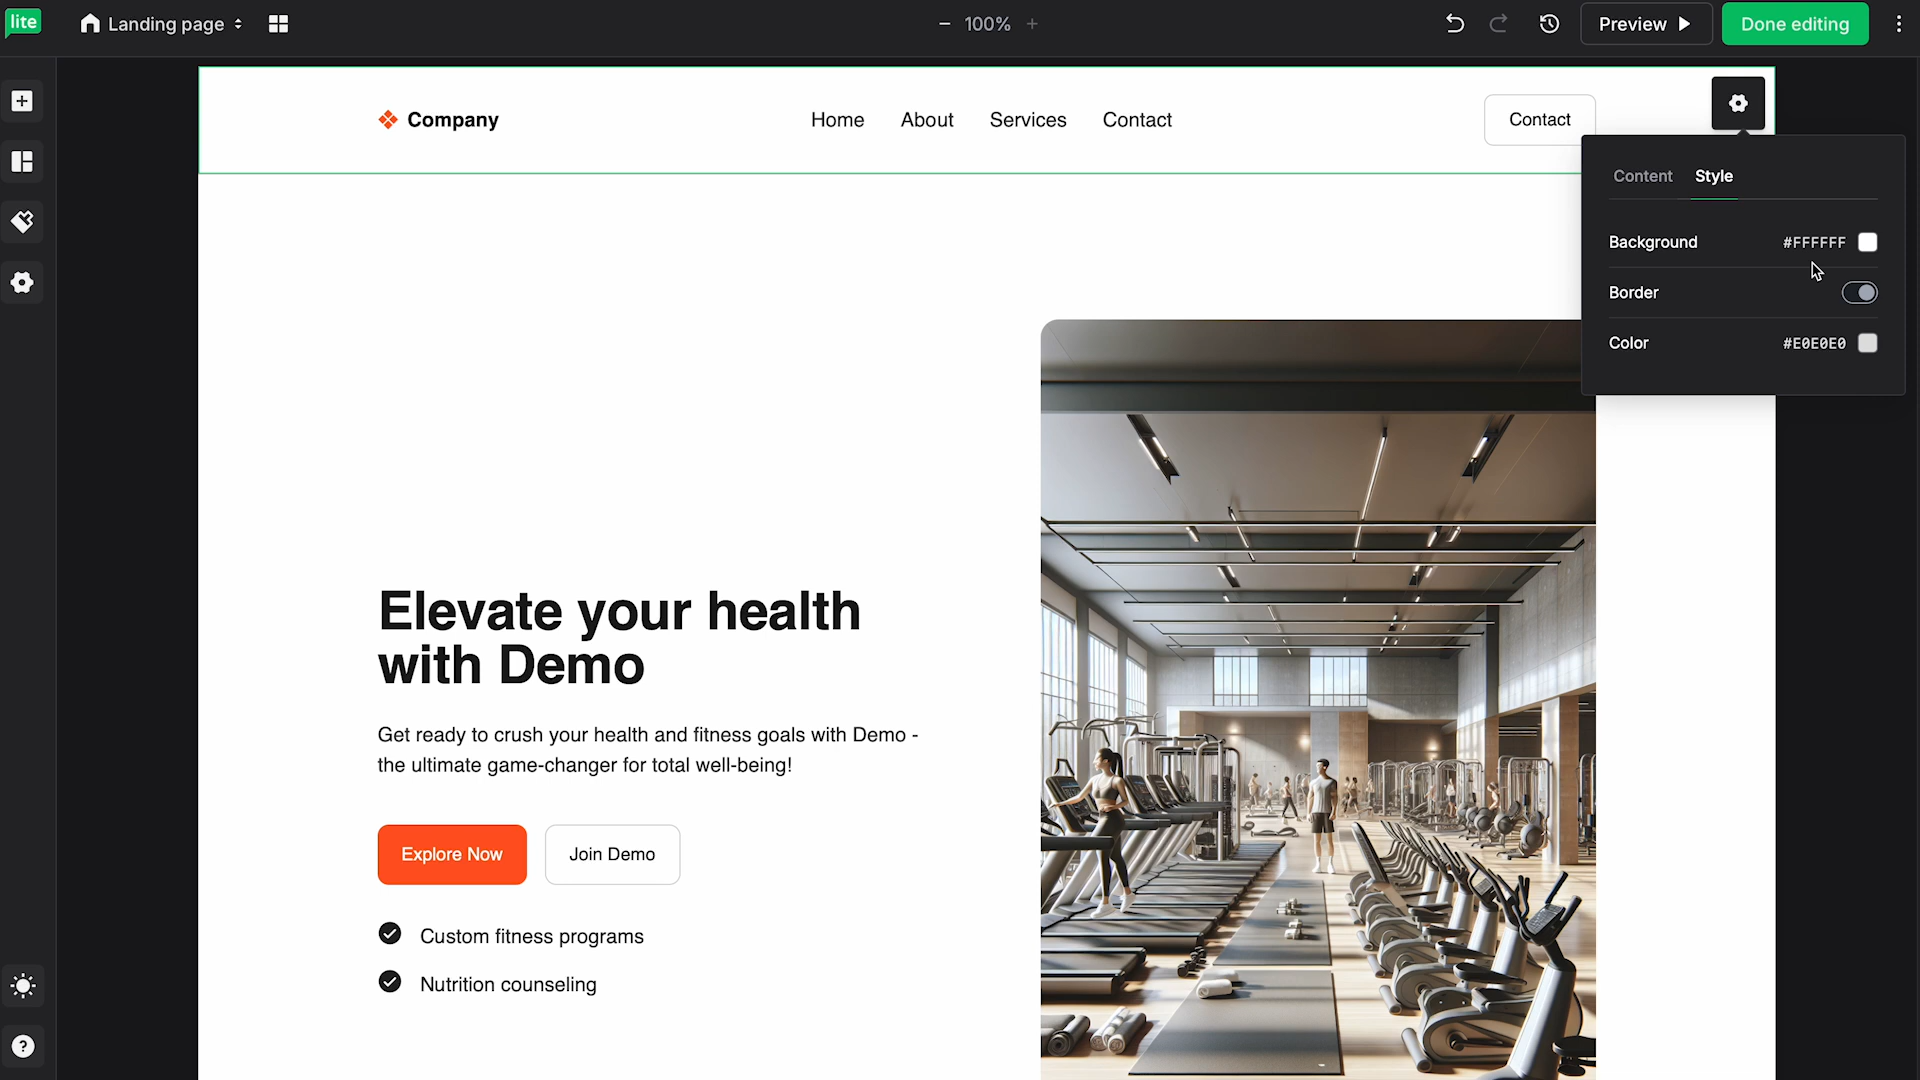 lite
Landing page
100%
Preview
Done editing
Company
Home
About
Services
Contact
Contact
Content
Style
Background
#FFFFFF
Border
Color
#E0E0E0
Elevate your health
with Demo
Get ready to crush your health and fitness goals with Demo -
the ultimate game-changer for total well-being!
Explore Now
Join Demo
Custom fitness programs
Nutrition counseling